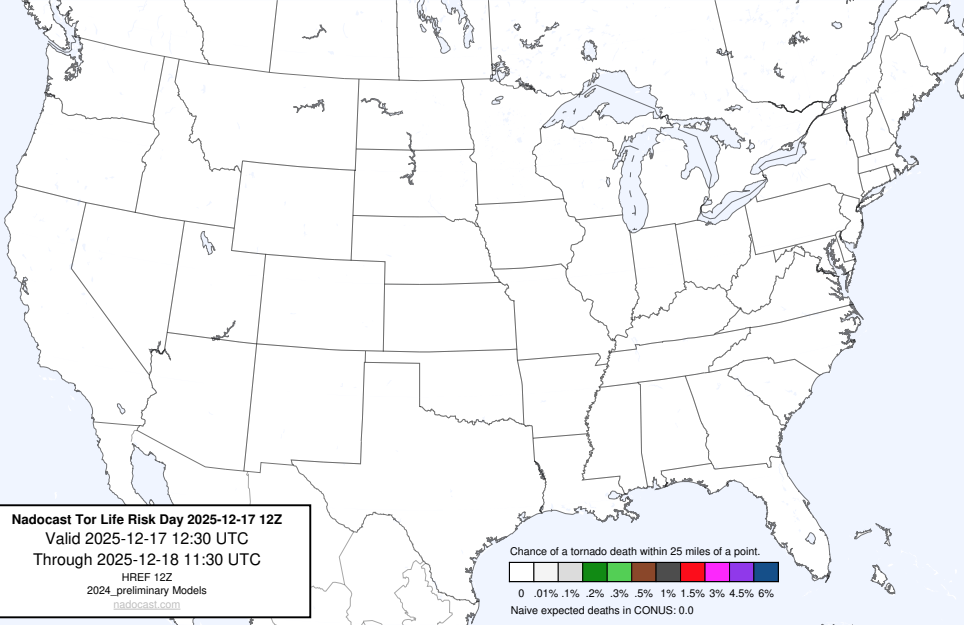 Nadocast Tor Life Risk Day 2025-12-17 12Z
Valid 2025-12-17 12:30 UTC
Through 2025-12-18 11:30 UTC
HREF 12Z
2024_preliminary Models
nadocast.com
Chance of a tornado death within 25 miles of a point.
0 .01% .1% .2% .3% .5% 1% 1.5% 3% 4.5% 6%
Naive expected deaths in CONUS: 0.0